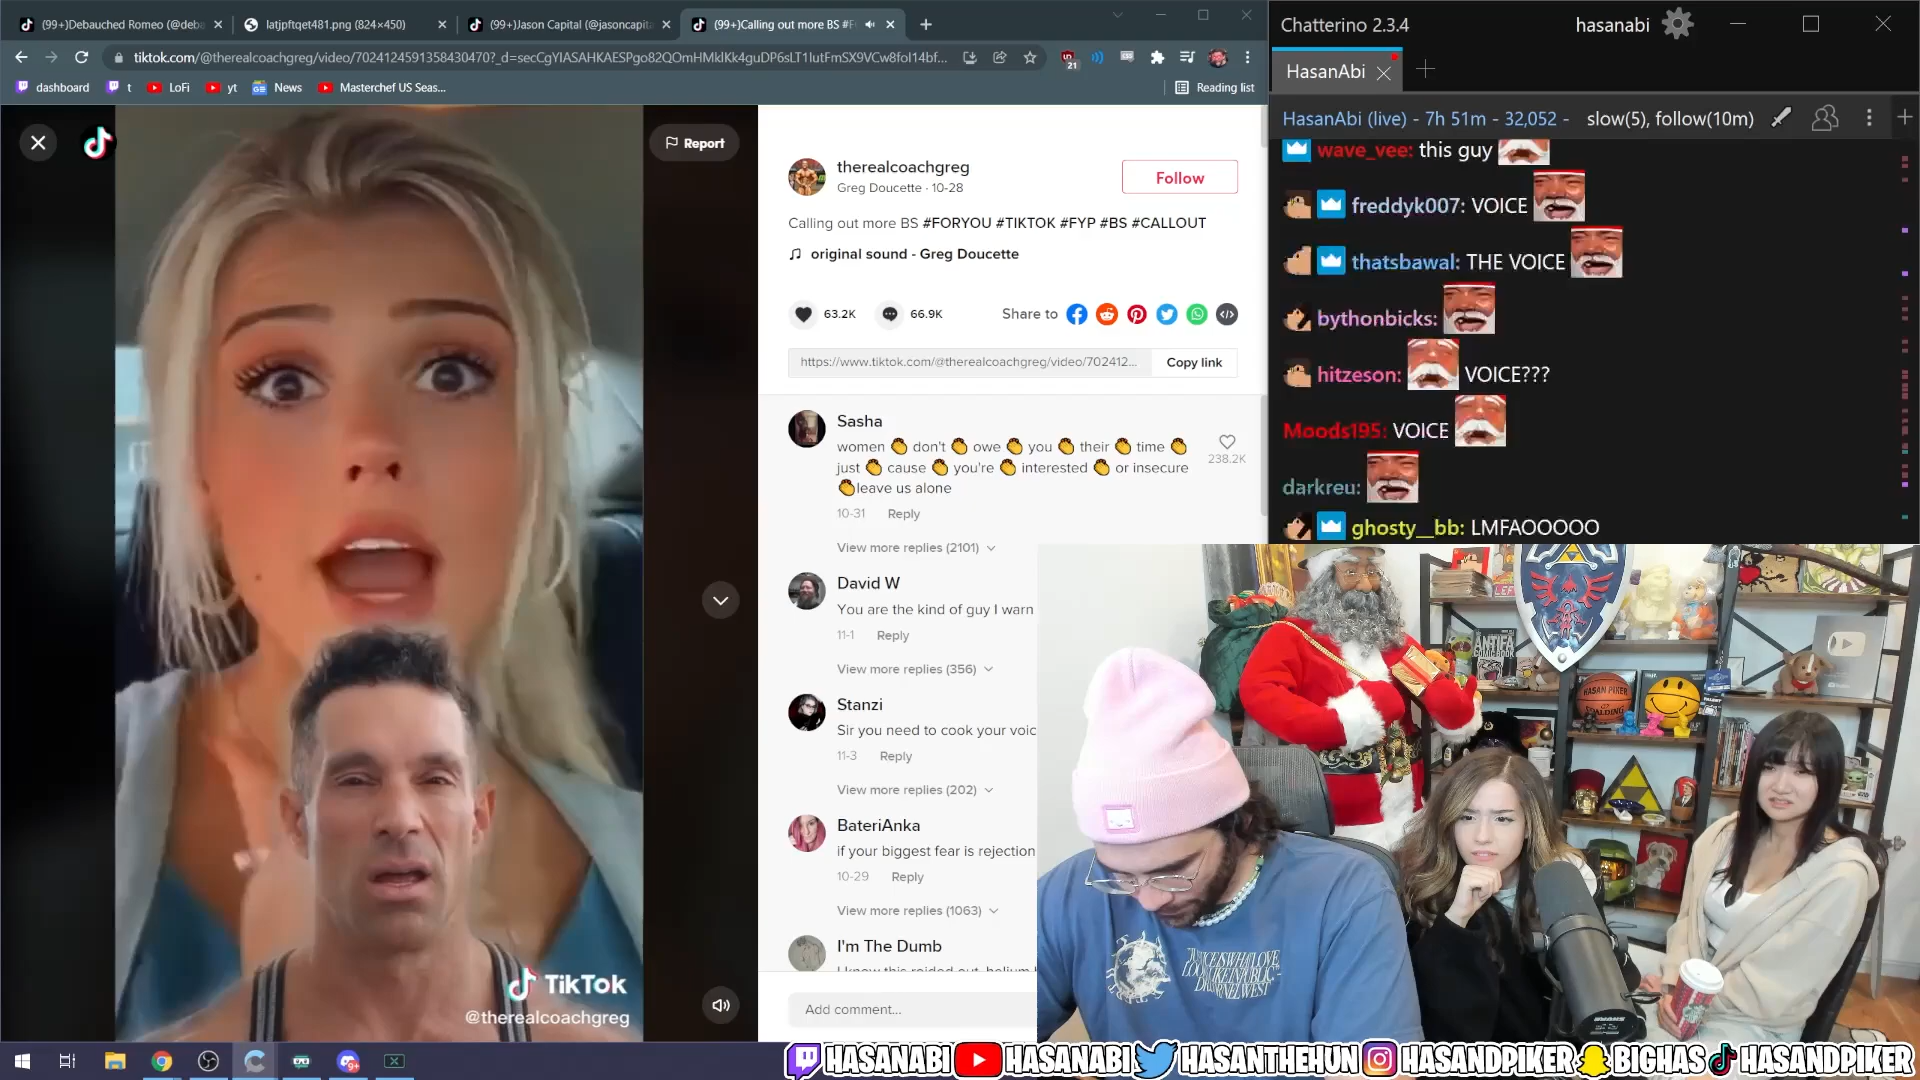 (99+)Debauched Romeo (@deba
latjpftqet481.png (824×450)
(99+)Jason Capital (@jasoncapita
(99+)Calling out more BS #F
tiktok.com/@therealcoachgreg/video/7024124591358430470?_d=secCgYIASAHKAESPgo82QOmHMklKk4guDP6sLT1IutFmSX9VCw8foI14bf...
21
dashboard
t
LoFi
yt
News
Masterchef US Seas...
Reading list
Report
therealcoachgreg
Greg Doucette · 10-28
Follow
Calling out more BS #FORYOU #TIKTOK #FYP #BS #CALLOUT
original sound - Greg Doucette
63.2K
66.9K
Share to
https://www.tiktok.com/@therealcoachgreg/video/702412...
Copy link
Sasha
women 👏 don't 👏 owe 👏 you 👏 their 👏 time 👏
just 👏 cause 👏 you're 👏 interested 👏 or insecure
👏leave us alone
238.2K
10-31 Reply
View more replies (2101)
David W
You are the kind of guy I warn
11-1 Reply
View more replies (356)
Stanzi
Sir you need to cook your voic
11-3 Reply
View more replies (202)
BateriAnka
if your biggest fear is rejection
10-29 Reply
View more replies (1063)
I'm The Dumb
Add comment...
TikTok
@therealcoachgreg
Chatterino 2.3.4
hasanabi
HasanAbi
HasanAbi (live) - 7h 51m - 32,052 -
slow(5), follow(10m)
wave_vee: this guy
freddyk007: VOICE
thatsbawal: THE VOICE
bythonbicks:
hitzeson: VOICE???
Moods195: VOICE
darkreu:
ghosty__bb: LMFAOOOOO
ANTIFA
HASAN PIKER
SPALDING
HASANABI
HASANABI
HASANTHEHUN
HASANDPIKER
BIGHAS
HASANDPIKER